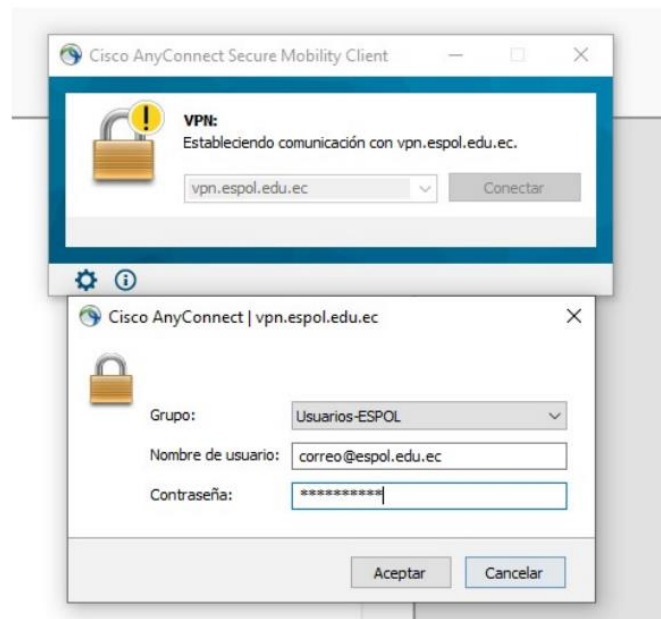 Cisco AnyConnect Secure Mobility Client
VPN:
Estableciendo comunicación con vpn.espol.edu.ec.
vpn.espol.edu.ec
Conectar
Cisco AnyConnect | vpn.espol.edu.ec
Grupo:
Usuarios-ESPOL
Nombre de usuario:
correo@espol.edu.ec
Contraseña:
**********
Aceptar
Cancelar